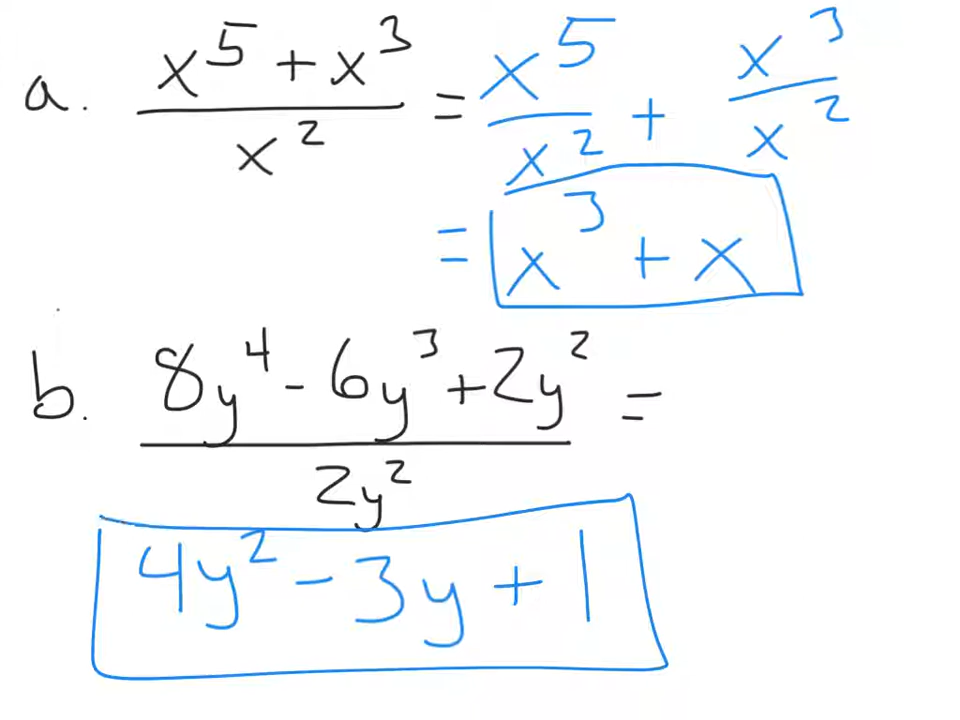 a. (x^5 + x^3)/(x^2) = x^5/x^2 + x^3/x^2
= x^3 + x
b. (8y^4 - 6y^3 + 2y^2)/(2y^2) =
4y^2 - 3y + 1